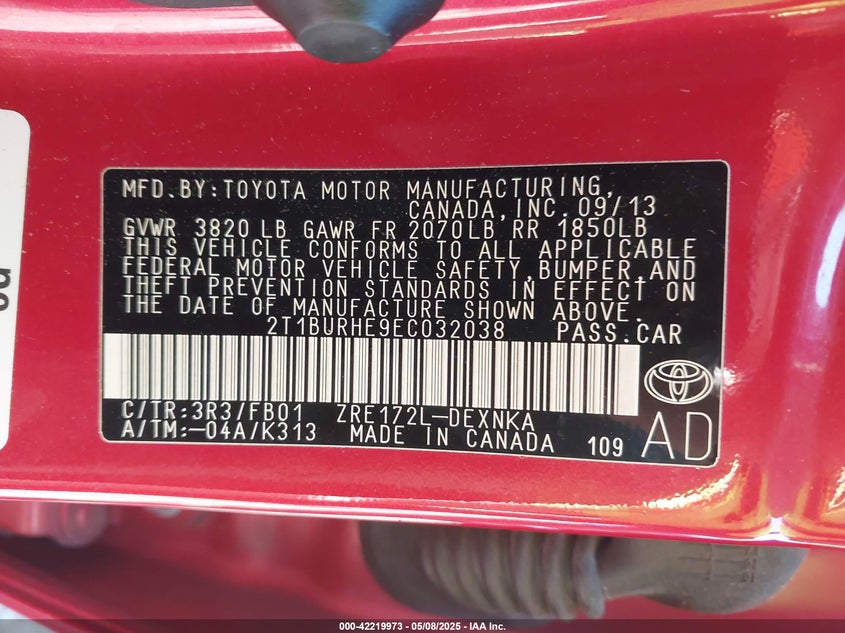 MFD.BY:TOYOTA MOTOR MANUFACTURING,
CANADA,INC.09/13
GVWR 3820 LB GAWR FR 2070LB RR 1850LB
THIS VEHICLE CONFORMS TO ALL APPLICABLE
FEDERAL MOTOR VEHICLE SAFETY,BUMPER,AND
THEFT PREVENTION STANDARDS IN EFFECT ON
THE DATE OF MANUFACTURE SHOWN ABOVE.
2T1BURHE9EC032038 PASS.CAR
C/TR:3R3/FB01 ZRE172L-DEXNKA
A/TM:-04A/K313 MADE IN CANADA 109 AD
000-42219973 - 05/08/2025 - IAA Inc.